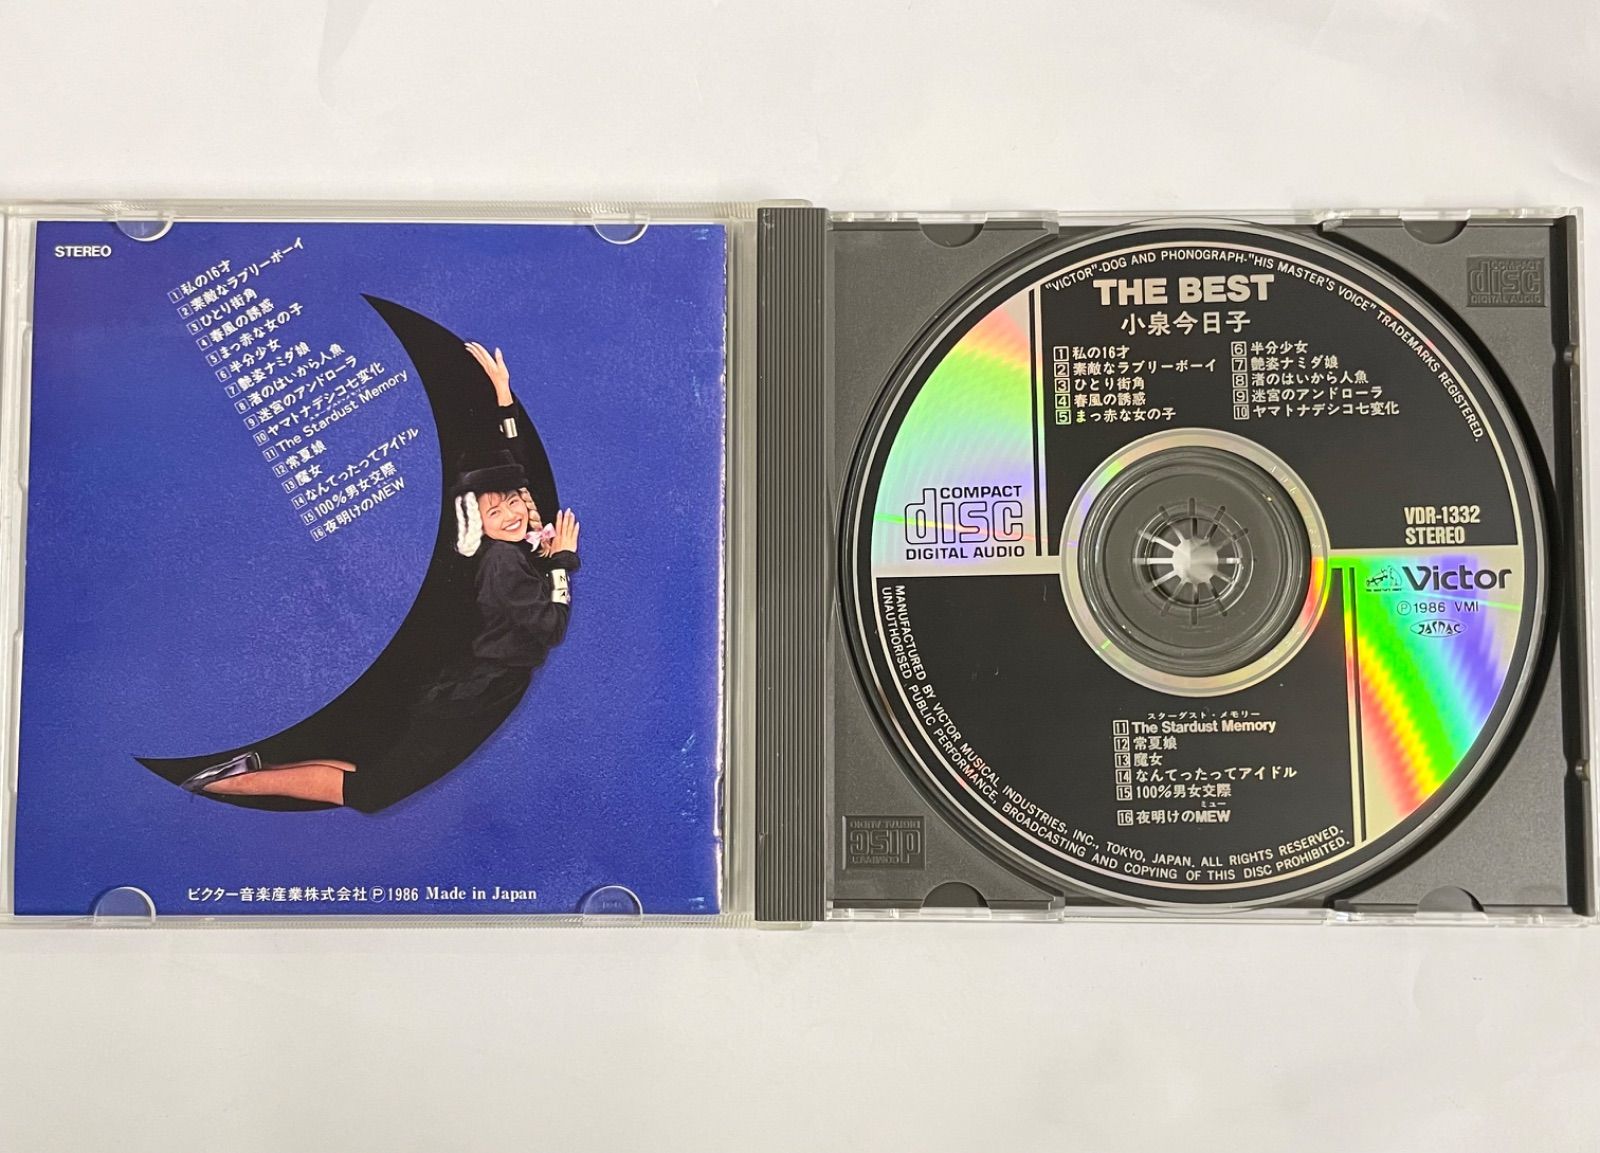 STEREO
1 私の16才
2 素敵なラブリーボーイ
3 ひとり街角
4 春風の誘惑
5 まっ赤な女の子
6 半分少女
7 艶姿ナミダ娘
8 渚のはいから人魚
9 迷宮のアンドローラ
10 ヤマトナデシコ七変化
11 The Stardust Memory
12 常夏娘
13 魔女
14 なんてったってアイドル
15 100%男女交際
16 夜明けのMEW
ビクター音楽産業株式会社 Ⓟ 1986 Made in Japan
"VICTOR"-DOG AND PHONOGRAPH-"HIS MASTER'S VOICE" TRADEMARKS REGISTERED.
THE BEST
小泉今日子
1 私の16才
2 素敵なラブリーボーイ
3 ひとり街角
4 春風の誘惑
5 まっ赤な女の子
6 半分少女
7 艶姿ナミダ娘
8 渚のはいから人魚
9 迷宮のアンドローラ
10 ヤマトナデシコ七変化
COMPACT
disc
DIGITAL AUDIO
VDR-1332
STEREO
Victor
Ⓟ1986 VMI
JASRAC
スターダスト・メモリー
11 The Stardust Memory
12 常夏娘
13 魔女
14 なんてったってアイドル
15 100%男女交際
ミュー
16 夜明けのMEW
MANUFACTURED BY VICTOR MUSICAL INDUSTRIES, INC., TOKYO, JAPAN. ALL RIGHTS RESERVED.
UNAUTHORISED PUBLIC PERFORMANCE, BROADCASTING AND COPYING OF THIS DISC PROHIBITED.
COMPACT
disc
DIGITAL AUDIO
COMPACT
disc
DIGITAL AUDIO